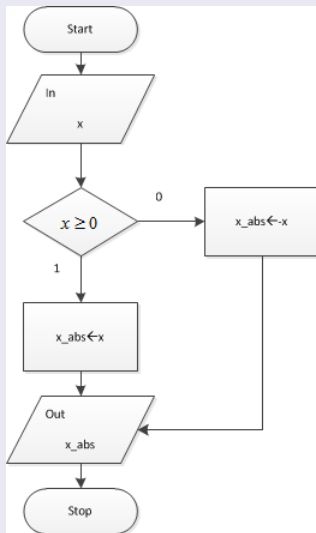 Start
In
x
x ≥ 0
0
x_abs←-x
1
x_abs←x
Out
x_abs
Stop